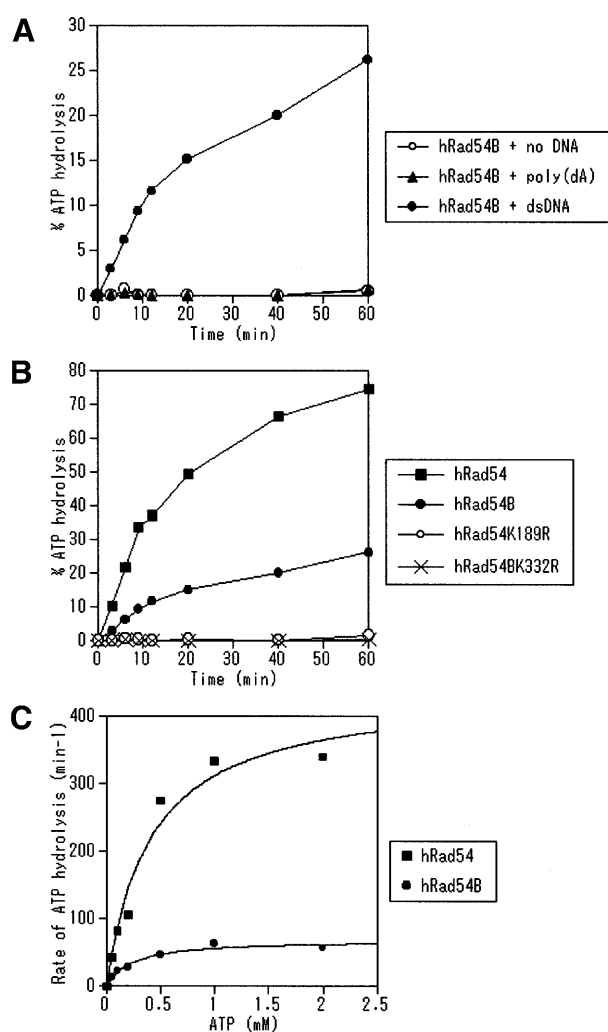 A
% ATP hydrolysis
30
25
20
15
10
5
0
0 10 20 30 40 50 60
Time (min)
hRad54B + no DNA
hRad54B + poly(dA)
hRad54B + dsDNA
B
% ATP hydrolysis
80
70
60
50
40
30
20
10
0
0 10 20 30 40 50 60
Time (min)
hRad54
hRad54B
hRad54K189R
hRad54BK332R
C
Rate of ATP hydrolysis (min-1)
400
300
200
100
0
0 0.5 1 1.5 2 2.5
ATP (mM)
hRad54
hRad54B